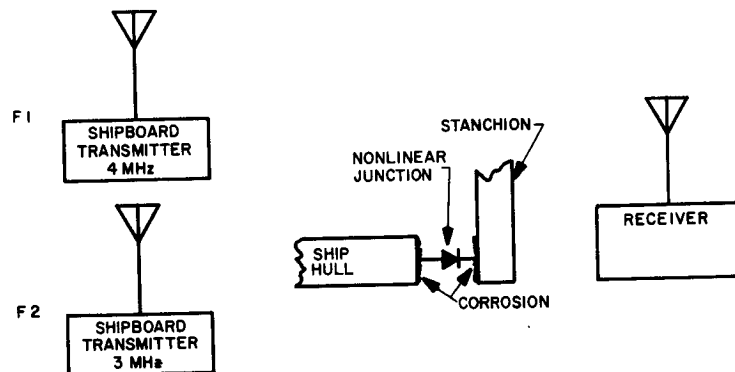 F1
SHIPBOARD
TRANSMITTER
4 MHz
F2
SHIPBOARD
TRANSMITTER
3 MHz
NONLINEAR
JUNCTION
STANCHION
SHIP
HULL
CORROSION
RECEIVER